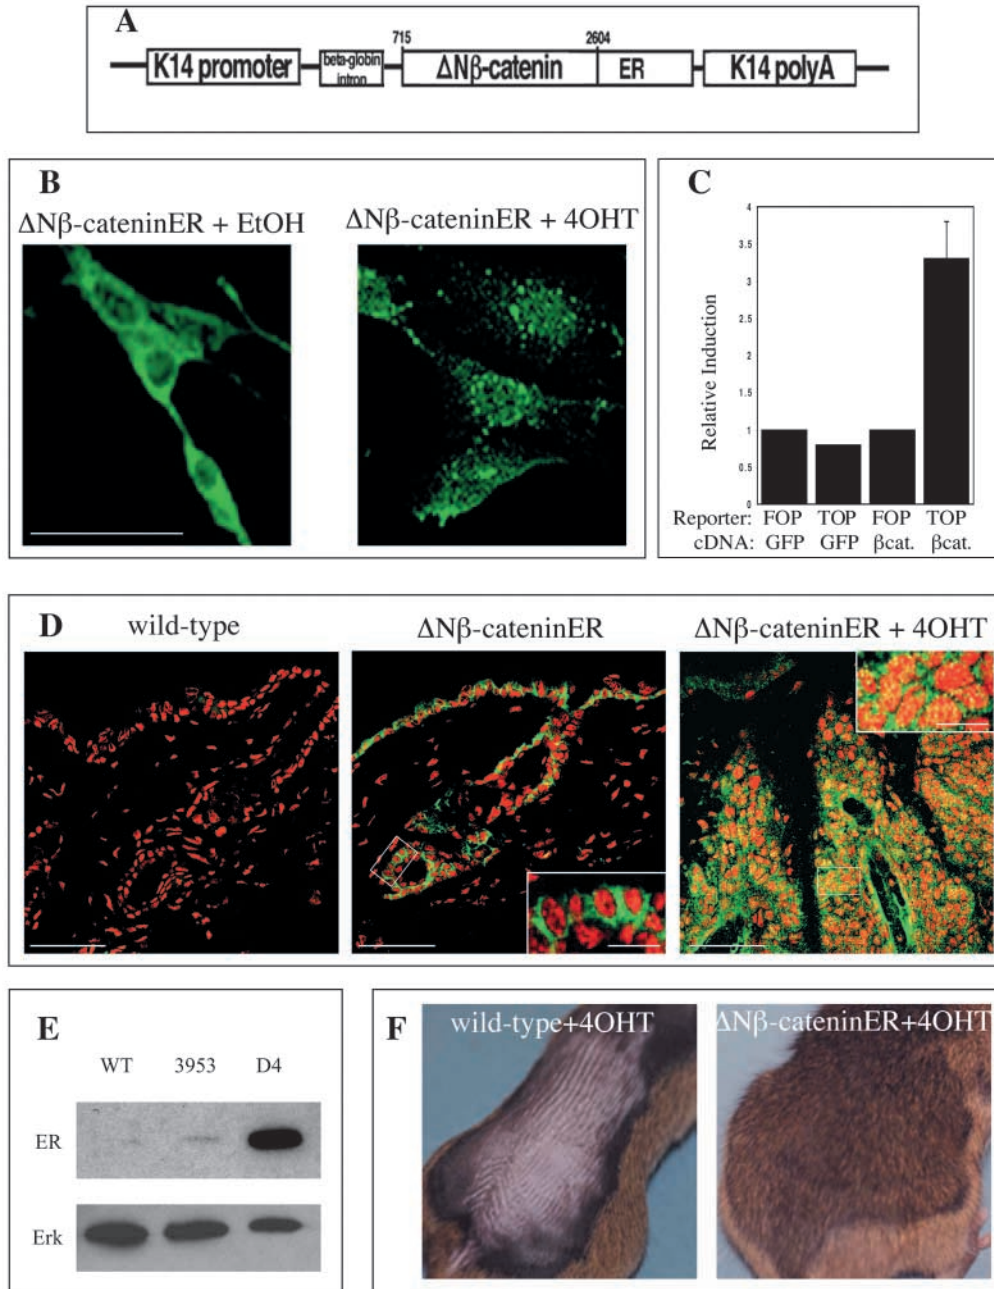 A
715
2604
K14 promoter
beta-globin
intron
ΔNβ-catenin
ER
K14 polyA
B
ΔNβ-cateninER + EtOH
ΔNβ-cateninER + 4OHT
C
4
3.5
3
2.5
2
1.5
1
0.5
0
Relative Induction
Reporter: FOP TOP FOP TOP
cDNA: GFP GFP βcat. βcat.
D
wild-type
ΔNβ-cateninER
ΔNβ-cateninER + 4OHT
E
WT 3953 D4
ER
Erk
F
wild-type+4OHT
ΔNβ-cateninER+4OHT